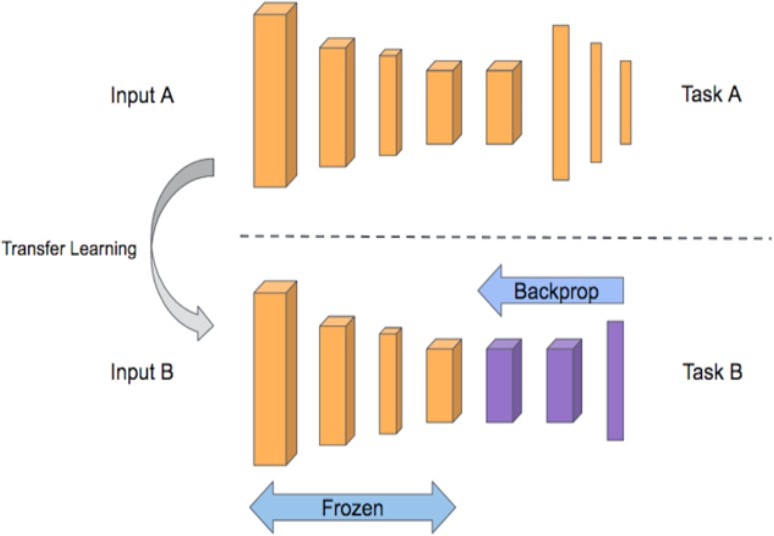 Input A
Task A
Transfer Learning
Backprop
Input B
Task B
Frozen